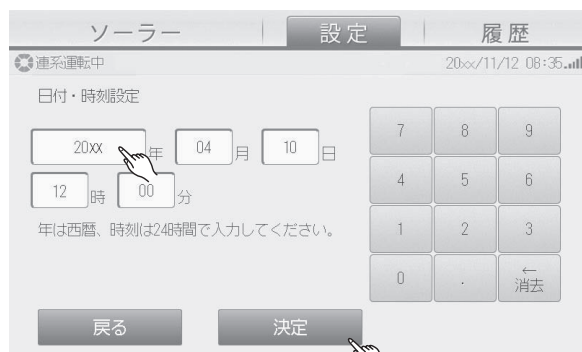 ソーラー 設定 履歴
連系運転中 20xx/11/12 08:35
日付・時刻設定
20XX 年 04 月 10 日
12 時 00 分
年は西暦、時刻は24時間で入力してください。
7 8 9
4 5 6
1 2 3
0 . ←
消去
戻る 決定